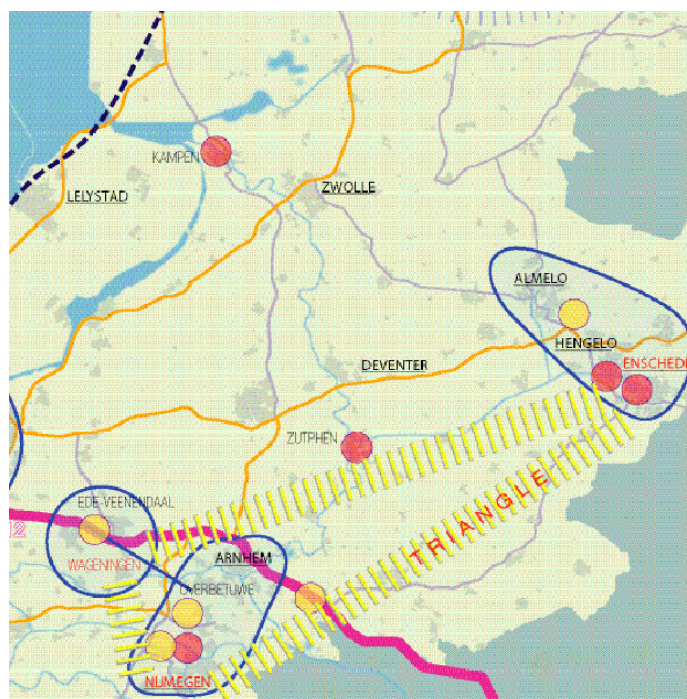 KAMPEN
LELYSTAD
ZWOLLE
ALMELO
HENGELO
DEVENTER
ENSCHEDE
ZUTPHEN
TRIANGLE
EDE-VEENENDAAL
WAGENINGEN
ARNHEM
OVERBETUWE
NIJMEGEN